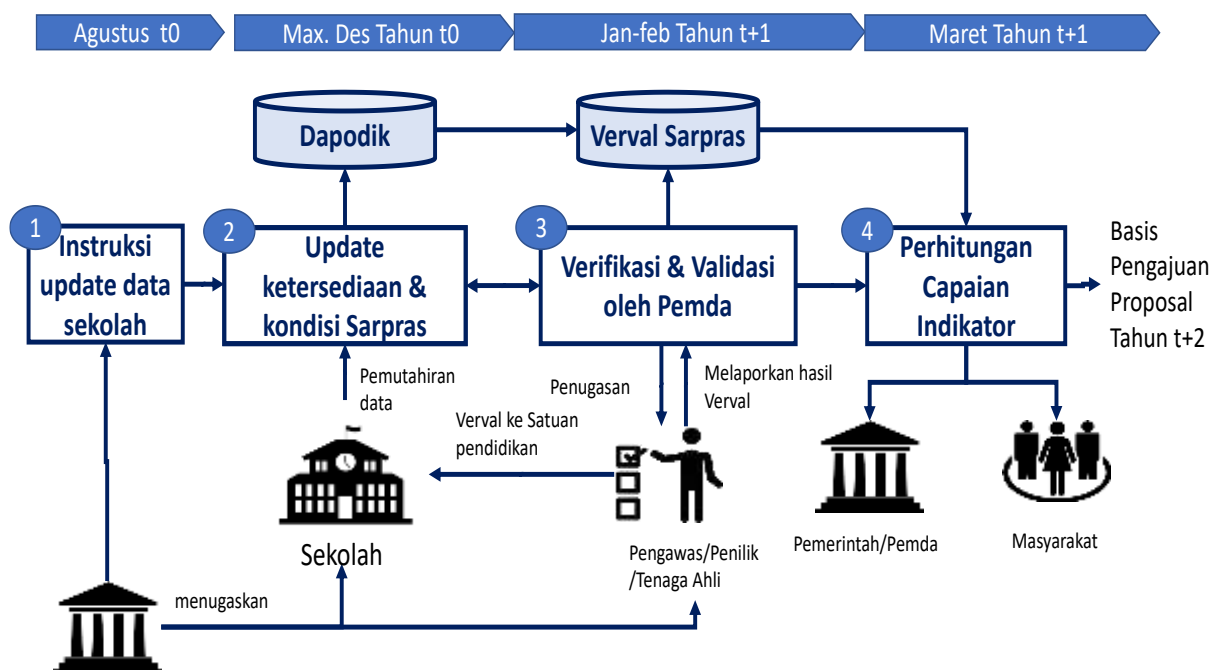 Agustus t0
Max. Des Tahun t0
Jan-feb Tahun t+1
Maret Tahun t+1
Dapodik
Verval Sarpras
1
Instruksi
update data
sekolah
2
Update
ketersediaan &
kondisi Sarpras
3
Verifikasi & Validasi
oleh Pemda
4
Perhitungan
Capaian
Indikator
Basis
Pengajuan
Proposal
Tahun t+2
Pemutahiran
data
Verval ke Satuan
pendidikan
Penugasan
Melaporkan hasil
Verval
Sekolah
Pengawas/Penilik
/Tenaga Ahli
Pemerintah/Pemda
Masyarakat
menugaskan